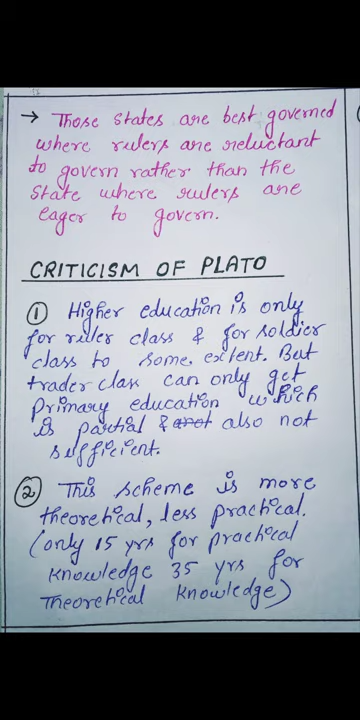 → Those states are best governed
where rulers are reluctant
to govern rather than the
state where rulers are
eager to govern.
CRITICISM OF PLATO
① Higher education is only
for ruler class & for soldier
class to some extent. But
trader class can only get
Primary education which
is partial & also not
sufficient.
② This scheme is more
theoretical, less practical.
(only 15 yrs for practical
knowledge 35 yrs for
Theoretical knowledge)